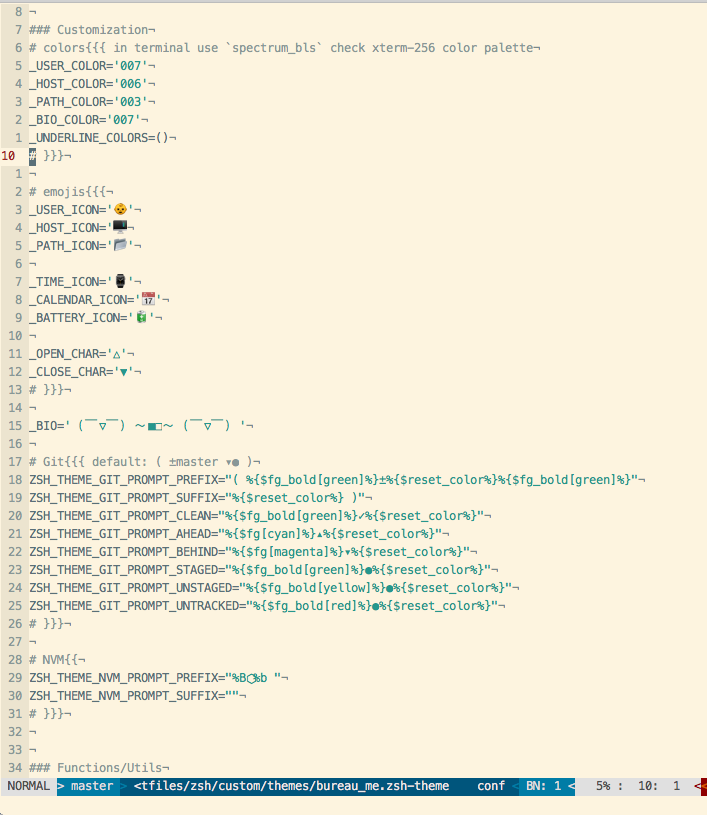 8 ¬
7 ### Customization¬
6 # colors{{{ in terminal use `spectrum_bls` check xterm-256 color palette¬
5 _USER_COLOR='007'¬
4 _HOST_COLOR='006'¬
3 _PATH_COLOR='003'¬
2 _BIO_COLOR='007'¬
1 _UNDERLINE_COLORS=()¬
10 # }}}¬
1 ¬
2 # emojis{{{¬
3 _USER_ICON='👶'¬
4 _HOST_ICON='🖥¬
5 _PATH_ICON='📂'¬
6 ¬
7 _TIME_ICON='⌚'¬
8 _CALENDAR_ICON='📅'¬
9 _BATTERY_ICON='🔋'¬
10 ¬
11 _OPEN_CHAR='△'¬
12 _CLOSE_CHAR='▼'¬
13 # }}}¬
14 ¬
15 _BIO=' (￣▽￣) ～■□～ (￣▽￣) '¬
16 ¬
17 # Git{{{ default: ( ±master ▾● )¬
18 ZSH_THEME_GIT_PROMPT_PREFIX="( %{$fg_bold[green]%}±%{$reset_color%}%{$fg_bold[green]%}"¬
19 ZSH_THEME_GIT_PROMPT_SUFFIX="%{$reset_color%} )"¬
20 ZSH_THEME_GIT_PROMPT_CLEAN="%{$fg_bold[green]%}✓%{$reset_color%}"¬
21 ZSH_THEME_GIT_PROMPT_AHEAD="%{$fg[cyan]%}▴%{$reset_color%}"¬
22 ZSH_THEME_GIT_PROMPT_BEHIND="%{$fg[magenta]%}▾%{$reset_color%}"¬
23 ZSH_THEME_GIT_PROMPT_STAGED="%{$fg_bold[green]%}●%{$reset_color%}"¬
24 ZSH_THEME_GIT_PROMPT_UNSTAGED="%{$fg_bold[yellow]%}●%{$reset_color%}"¬
25 ZSH_THEME_GIT_PROMPT_UNTRACKED="%{$fg_bold[red]%}●%{$reset_color%}"¬
26 # }}}¬
27 ¬
28 # NVM{{¬
29 ZSH_THEME_NVM_PROMPT_PREFIX="%B⬡%b "¬
30 ZSH_THEME_NVM_PROMPT_SUFFIX=""¬
31 # }}}¬
32 ¬
33 ¬
34 ### Functions/Utils¬
NORMAL > master > <tfiles/zsh/custom/themes/bureau_me.zsh-theme conf < BN: 1 < 5% : 10: 1 <<